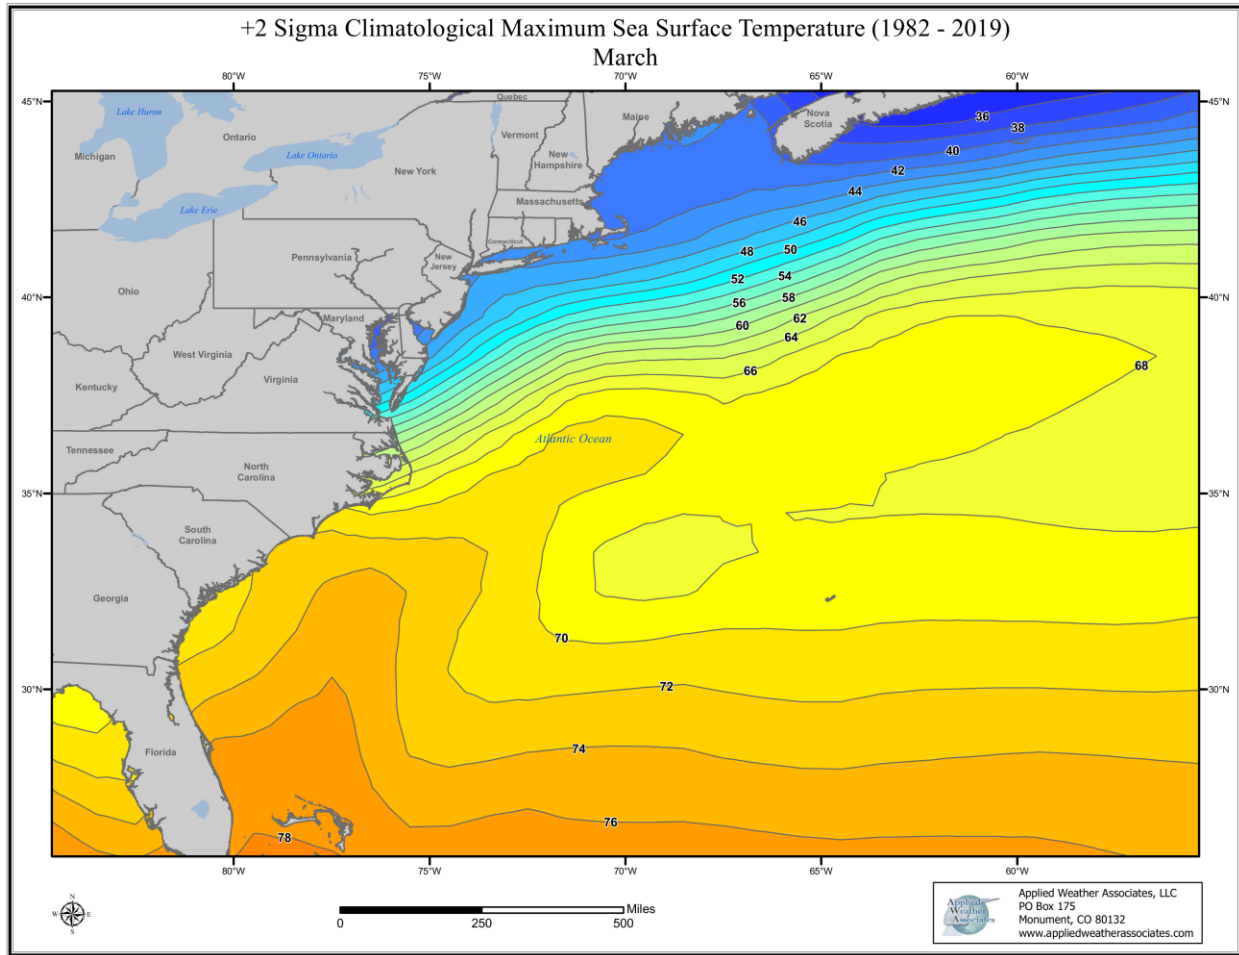 +2 Sigma Climatological Maximum Sea Surface Temperature (1982 - 2019)
March
80°W 75°W 70°W 65°W 60°W
45°N
45°N
Lake Huron
Ontario
Quebec
Maine
Nova
Scotia
36
38
Michigan
Lake Ontario
Vermont
New
Hampshire
40
New York
42
44
Lake Erie
Massachusetts
46
Connecticut
48
50
Pennsylvania
New
Jersey
52
54
Ohio
40°N
40°N
56
58
Maryland
60
62
64
West Virginia
66
68
Kentucky
Virginia
Atlantic Ocean
Tennessee
North
Carolina
35°N
35°N
South
Carolina
Georgia
70
30°N
30°N
72
Florida
74
76
78
80°W 75°W 70°W 65°W 60°W
N
W E
S
Miles
0 250 500
Applied
Weather
Associates
Applied Weather Associates, LLC
PO Box 175
Monument, CO 80132
www.appliedweatherassociates.com